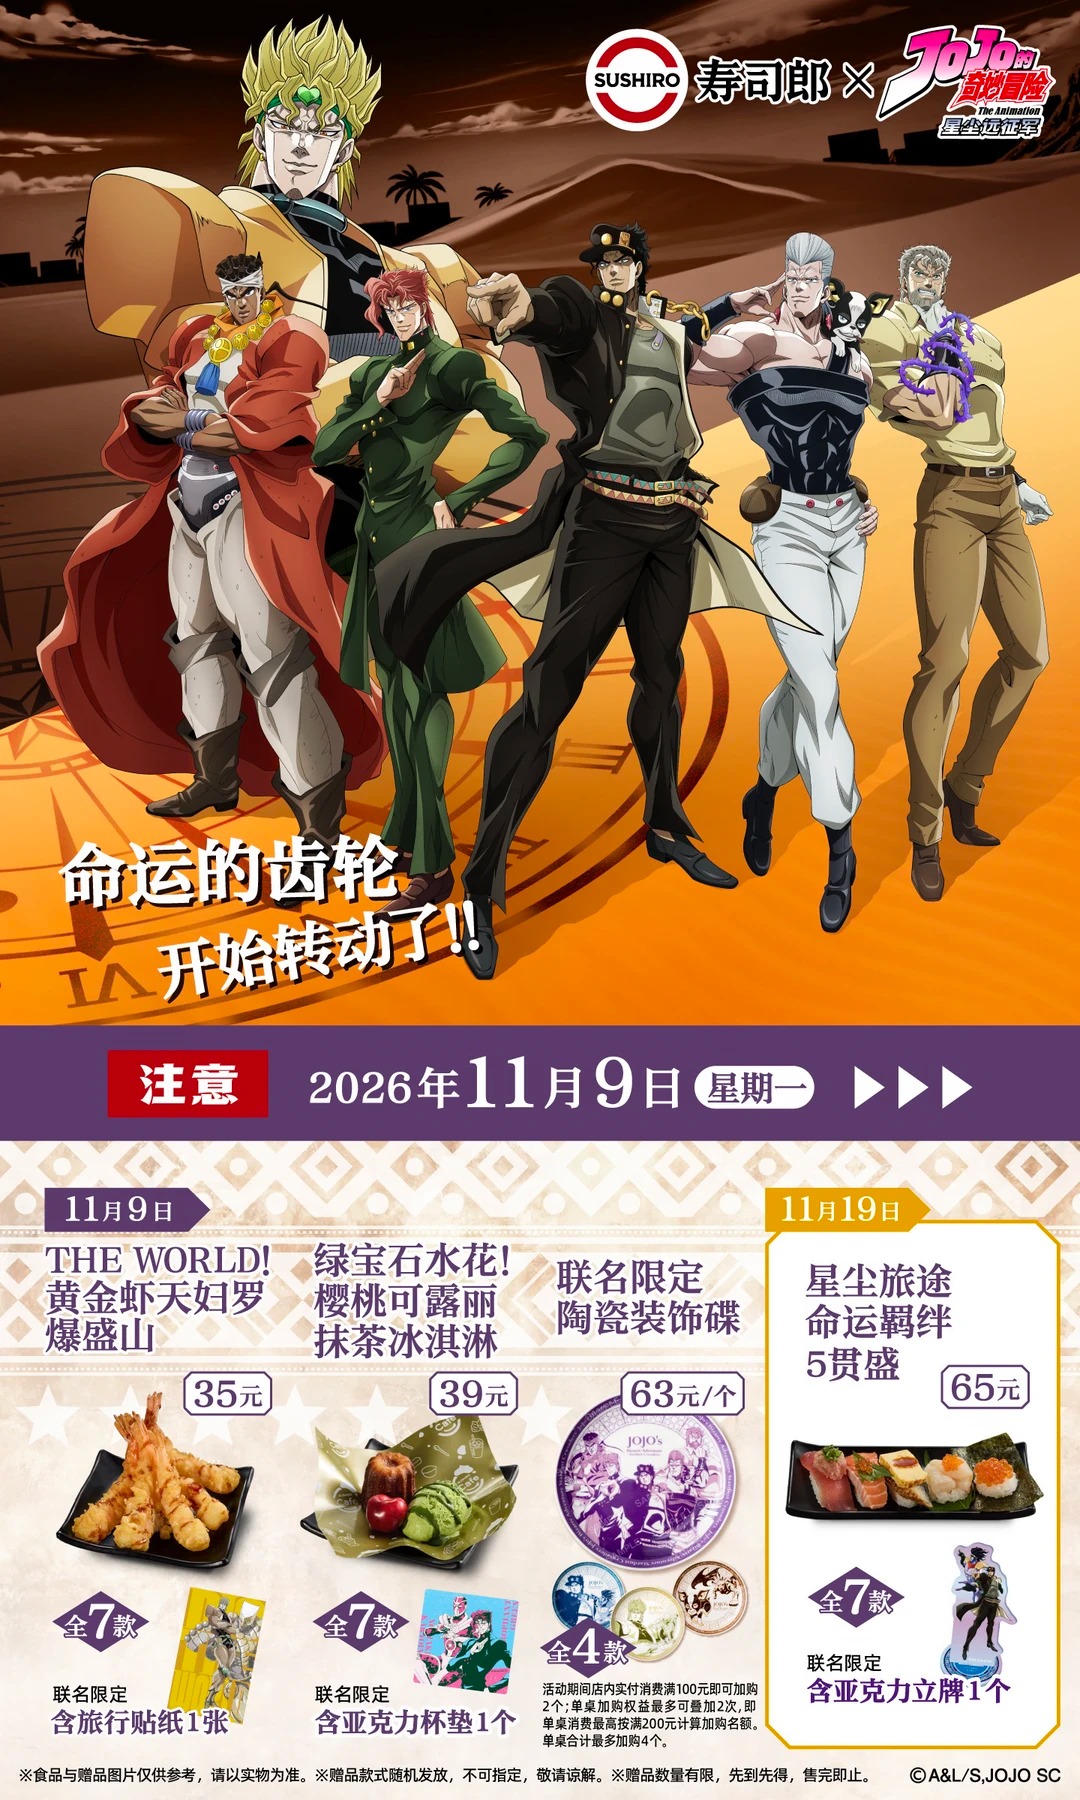 SUSHIRO 寿司郎 × JOJO的奇妙冒险
The Animation
星尘远征军
命运的齿轮
开始转动了!!
VI
注意 2026年11月9日 星期一
11月9日
THE WORLD!
黄金虾天妇罗
爆盛山
35元
全7款
联名限定
含旅行贴纸1张
绿宝石水花!
樱桃可露丽
抹茶冰淇淋
39元
全7款
联名限定
含亚克力杯垫1个
联名限定
陶瓷装饰碟
63元/个
JOJO's
全4款
活动期间店内实付消费满100元即可加购
2个;单桌加购权益最多可叠加2次,即
单桌消费最高按满200元计算加购名额。
单桌合计最多加购4个。
11月19日
星尘旅途
命运羁绊
5贯盛
65元
全7款
联名限定
含亚克力立牌1个
※食品与赠品图片仅供参考，请以实物为准。※赠品款式随机发放，不可指定，敬请谅解。※赠品数量有限，先到先得，售完即止。 ©A&L/S,JOJO SC